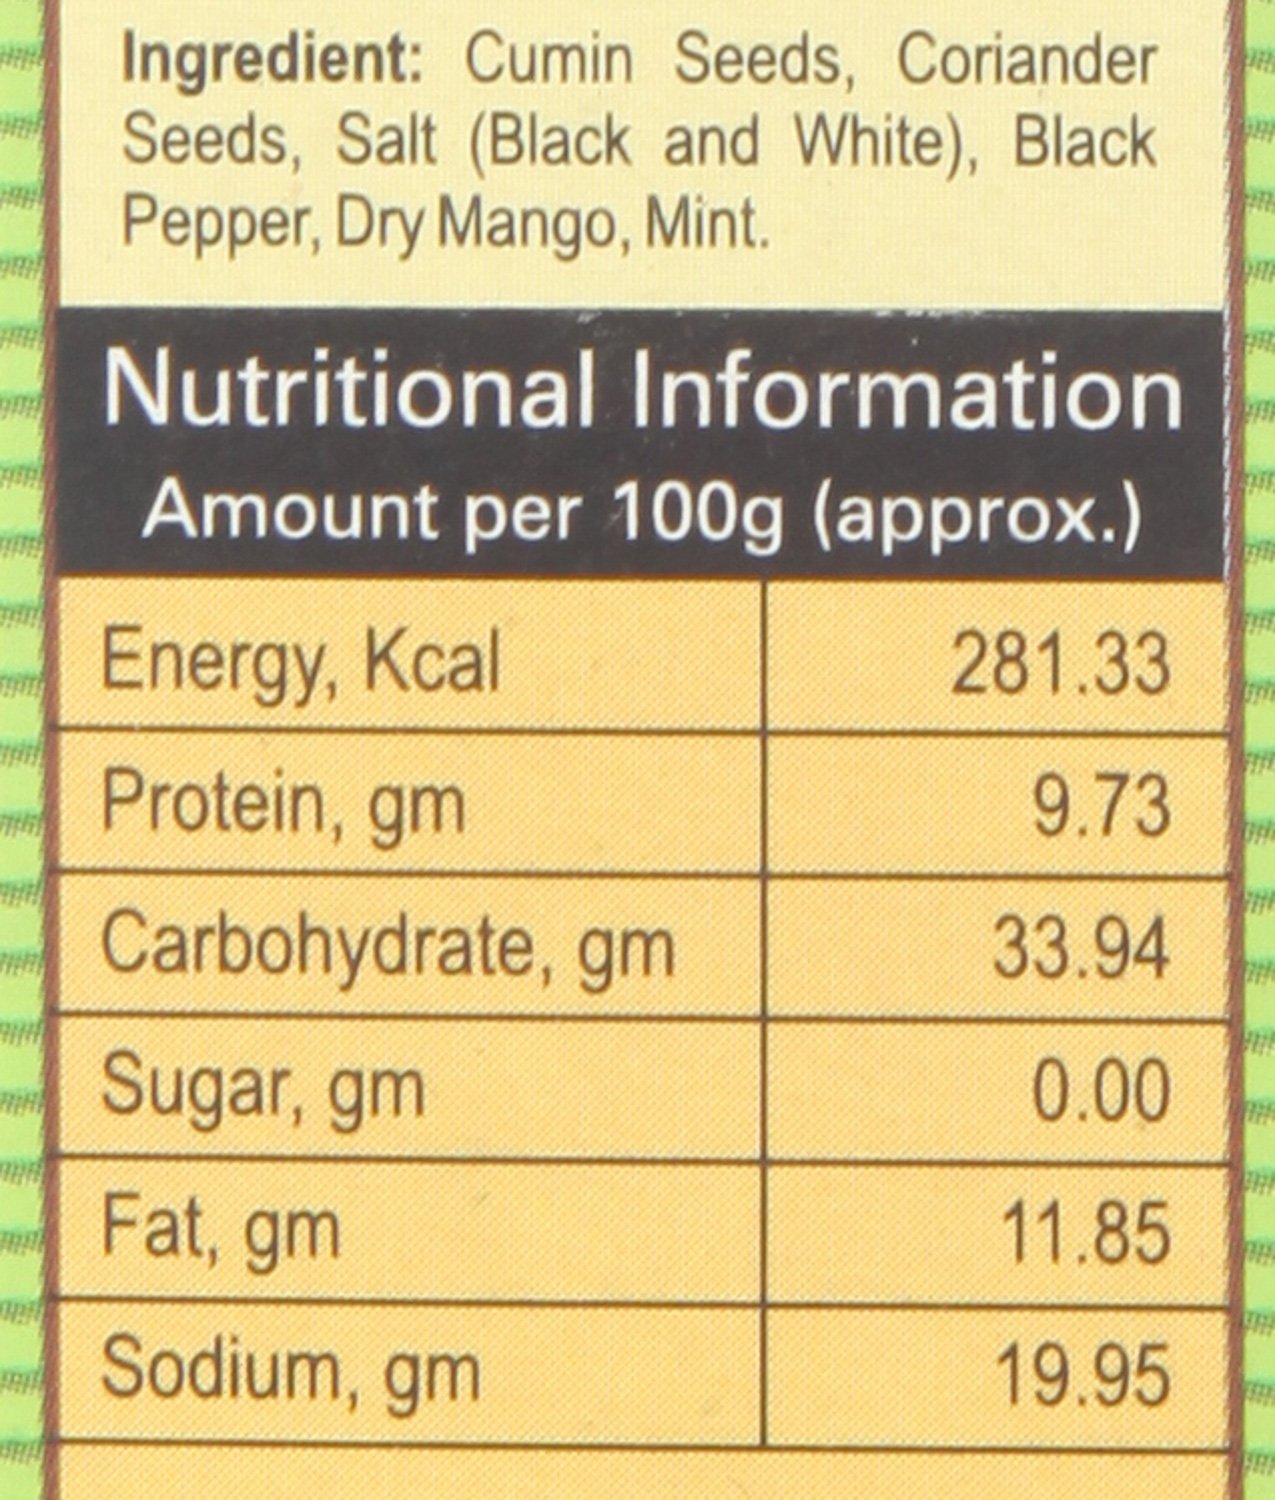 Ingredient: Cumin Seeds, Coriander
Seeds, Salt (Black and White), Black
Pepper, Dry Mango, Mint.
Nutritional Information
Amount per 100g (approx.)
Energy, Kcal 281.33
Protein, gm 9.73
Carbohydrate, gm 33.94
Sugar, gm 0.00
Fat, gm 11.85
Sodium, gm 19.95